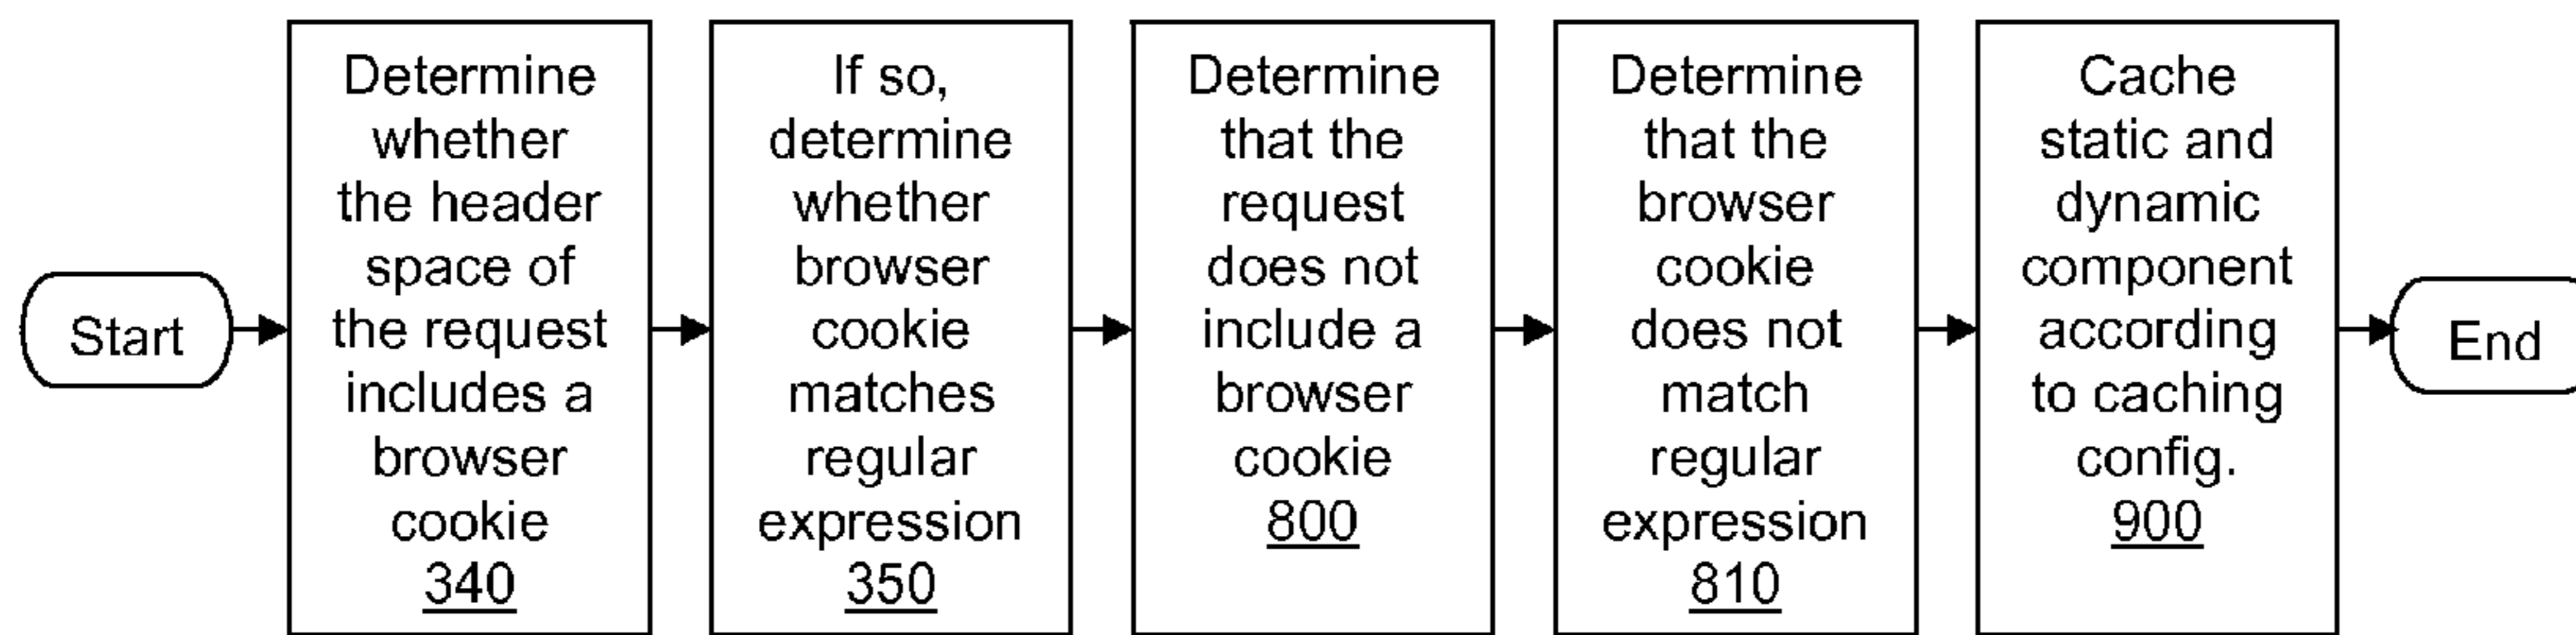 Start
Determine
whether
the header
space of
the request
includes a
browser
cookie
340
If so,
determine
whether
browser
cookie
matches
regular
expression
350
Determine
that the
request
does not
include a
browser
cookie
800
Determine
that the
browser
cookie
does not
match
regular
expression
810
Cache
static and
dynamic
component
according
to caching
config.
900
End